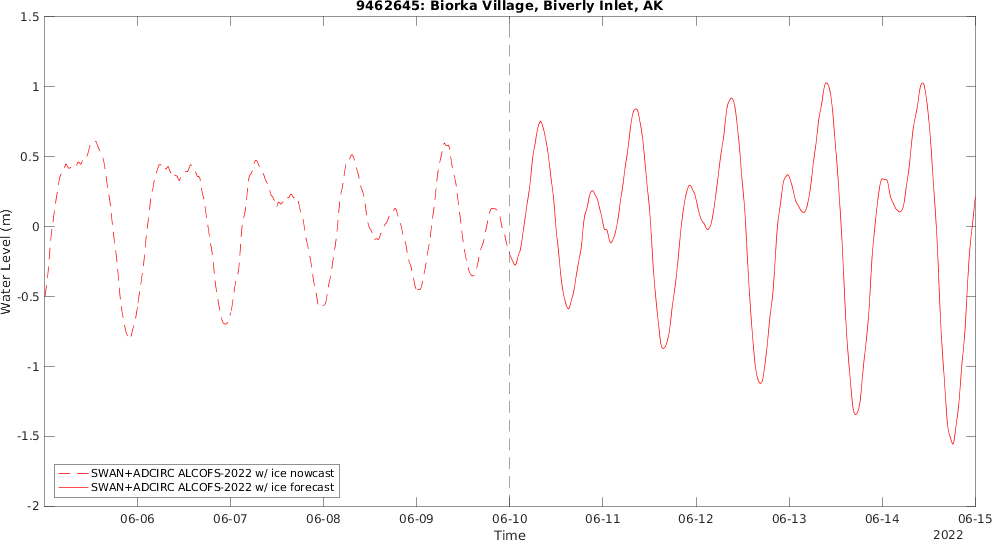 9462645: Biorka Village, Biverly Inlet, AK
1.5
1
0.5
0
-0.5
-1
-1.5
-2
Water Level (m)
SWAN+ADCIRC ALCOFS-2022 w/ ice nowcast
SWAN+ADCIRC ALCOFS-2022 w/ ice forecast
06-06 06-07 06-08 06-09 06-10 06-11 06-12 06-13 06-14 06-15
Time
2022